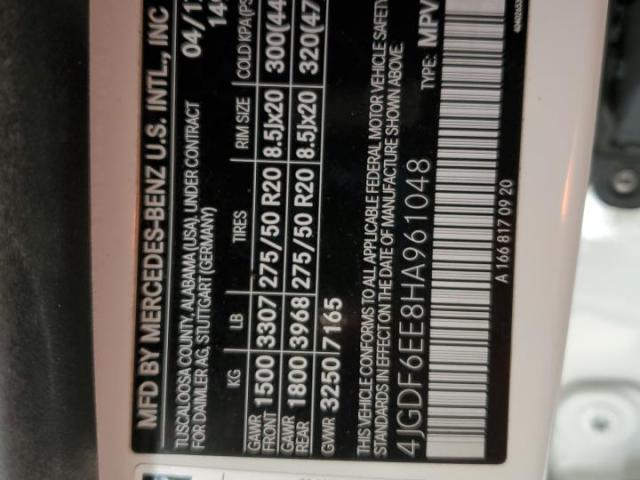 MFD BY MERCEDES-BENZ U.S. INTL., INC 04/1
TUSCALOOSA COUNTY, ALABAMA (USA), UNDER CONTRACT 149
FOR DAIMLER AG, STUTTGART (GERMANY)
KG LB TIRES RIM SIZE COLD KPA(PS
GAWR 1500 3307 275/50 R20 8.5Jx20 300(44
FRONT
GAWR 1800 3968 275/50 R20 8.5Jx20 320(47
REAR
GVWR 3250 7165
THIS VEHICLE CONFORMS TO ALL APPLICABLE FEDERAL MOTOR VEHICLE SAFETY
STANDARDS IN EFFECT ON THE DATE OF MANUFACTURE SHOWN ABOVE.
4JGDF6EE8HA961048 TYPE: MPV
A 166 817 09 20